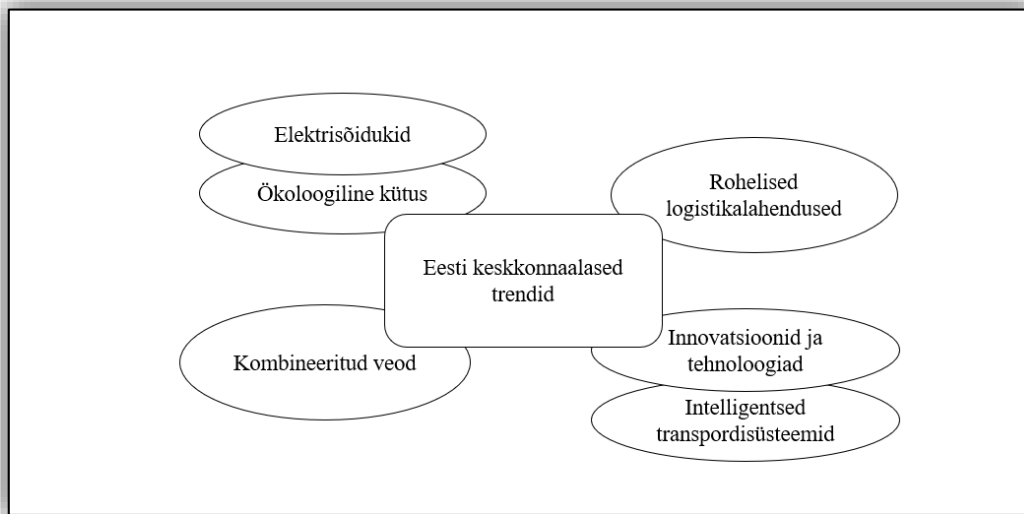 Elektrisõidukid
Ökoloogiline kütus
Rohelised
logistikalahendused
Eesti keskkonnaalased
trendid
Kombineeritud veod
Innovatsioonid ja
tehnoloogiad
Intelligentsed
transpordisüsteemid